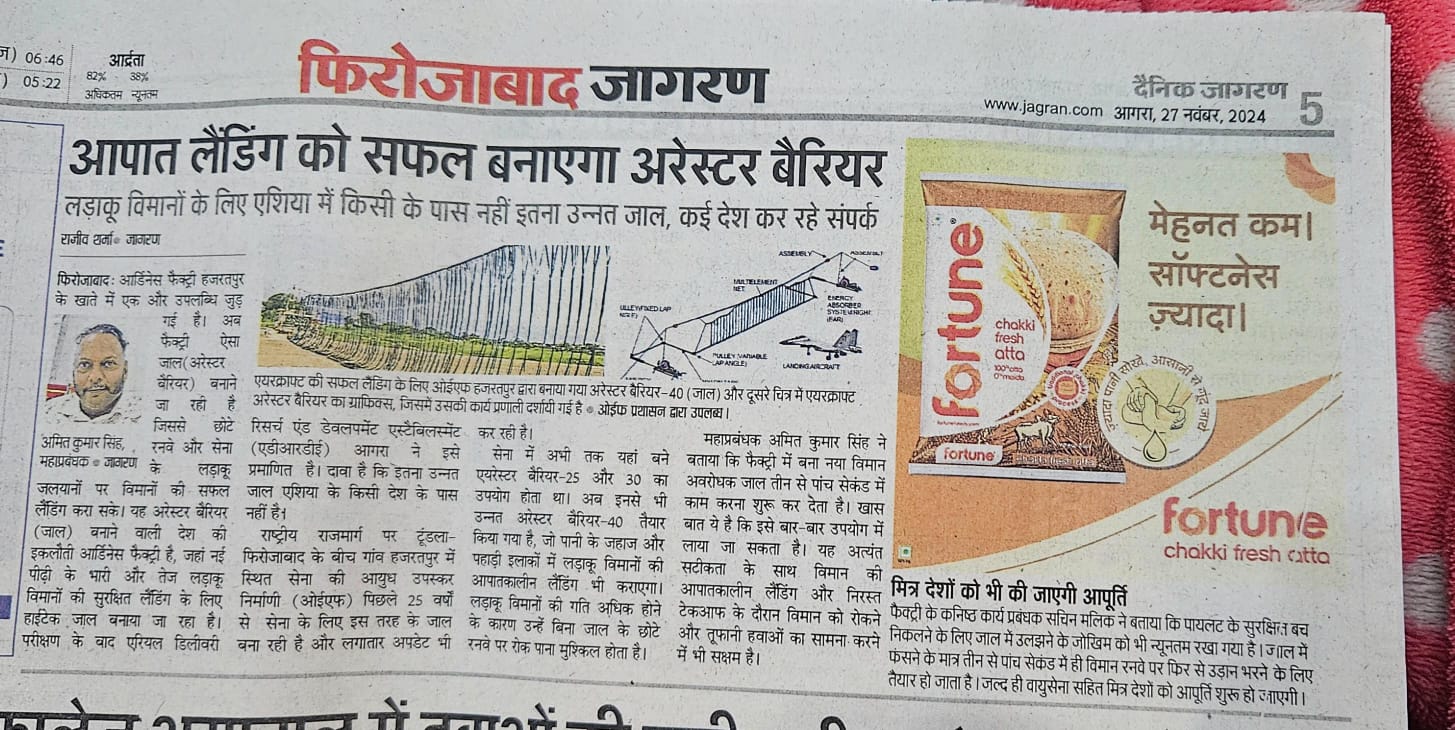 06:46
05:22
आर्द्रता
82% 38%
अधिकतम न्यूनतम
फिरोजाबाद जागरण
दैनिक जागरण
www.jagran.com आगरा, 27 नवंबर, 2024
5
आपात लैंडिंग को सफल बनाएगा अरेस्टर बैरियर
लड़ाकू विमानों के लिए एशिया में किसी के पास नहीं इतना उन्नत जाल, कई देश कर रहे संपर्क
राजीव शर्मा ● जागरण
फिरोजाबाद: आर्डिनेंस फैक्ट्री हजरतपुर
के खाते में एक और उपलब्धि जुड़
गई है। अब
फैक्ट्री ऐसा
जाल(अरेस्टर
बैरियर) बनाने
जा रही है
जिससे छोटे
रनवे और सेना
के लड़ाकू
अमित कुमार सिंह,
महाप्रबंधक ● जागरण
जलयानों पर विमानों की सफल
लैंडिंग करा सके। यह अरेस्टर बैरियर
(जाल) बनाने वाली देश की
इकलौती आर्डिनेंस फैक्ट्री है, जहां नई
पीढ़ी के भारी और तेज लड़ाकू
विमानों की सुरक्षित लैंडिंग के लिए
हाईटेक जाल बनाया जा रहा है।
परीक्षण के बाद एरियल डिलीवरी
ASSEMBLY
MULTIELEMENT
NET
ENERGY
ABSORBER
(EAR)
PULLEY (VARIABLE
LAP ANGLE)
LANDING AIRCRAFT
एयरक्राफ्ट की सफल लैंडिंग के लिए ओईएफ हजरतपुर द्वारा बनाया गया अरेस्टर बैरियर-40 (जाल) और दूसरे चित्र में एयरक्राफ्ट
अरेस्टर बैरियर का ग्राफिक्स, जिसमें उसकी कार्य प्रणाली दर्शायी गई है ● ओईफ प्रशासन द्वारा उपलब्ध।
रिसर्च एंड डेवलपमेंट एस्टैबिलस्मेंट
(एडीआरडीई) आगरा ने इसे
प्रमाणित है। दावा है कि इतना उन्नत
जाल एशिया के किसी देश के पास
नहीं है।
राष्ट्रीय राजमार्ग पर टूंडला-
फिरोजाबाद के बीच गांव हजरतपुर में
स्थित सेना की आयुध उपस्कर
निर्माणी (ओईएफ) पिछले 25 वर्षों
से सेना के लिए इस तरह के जाल
बना रही है और लगातार अपडेट भी
कर रही है।
सेना में अभी तक यहां बने
एयरेस्टर बैरियर-25 और 30 का
उपयोग होता था। अब इनसे भी
उन्नत अरेस्टर बैरियर-40 तैयार
किया गया है, जो पानी के जहाज और
पहाड़ी इलाकों में लड़ाकू विमानों की
आपातकालीन लैंडिंग भी कराएगा।
लड़ाकू विमानों की गति अधिक होने
के कारण उन्हें बिना जाल के छोटे
रनवे पर रोक पाना मुश्किल होता है।
महाप्रबंधक अमित कुमार सिंह ने
बताया कि फैक्ट्री में बना नया विमान
अवरोधक जाल तीन से पांच सेकंड में
काम करना शुरू कर देता है। खास
बात ये है कि इसे बार-बार उपयोग में
लाया जा सकता है। यह अत्यंत
सटीकता के साथ विमान की
आपातकालीन लैंडिंग और निरस्त
टेकआफ के दौरान विमान को रोकने
और तूफानी हवाओं का सामना करने
में भी सक्षम है।
fortune
chakki
fresh
atta
100% atta
0% maida
fortune
मेहनत कम।
सॉफ्टनेस
ज़्यादा।
ज़्यादा पानी सोखे, आसानी से गुंद जाए
fortune
chakki fresh atta
मित्र देशों को भी की जाएगी आपूर्ति
फैक्ट्री के कनिष्ठ कार्य प्रबंधक सचिन मलिक ने बताया कि पायलट के सुरक्षित बच
निकलने के लिए जाल में उलझने के जोखिम को भी न्यूनतम रखा गया है। जाल में
फंसने के मात्र तीन से पांच सेकंड में ही विमान रनवे पर फिर से उड़ान भरने के लिए
तैयार हो जाता है। जल्द ही वायुसेना सहित मित्र देशों को आपूर्ति शुरू हो जाएगी।